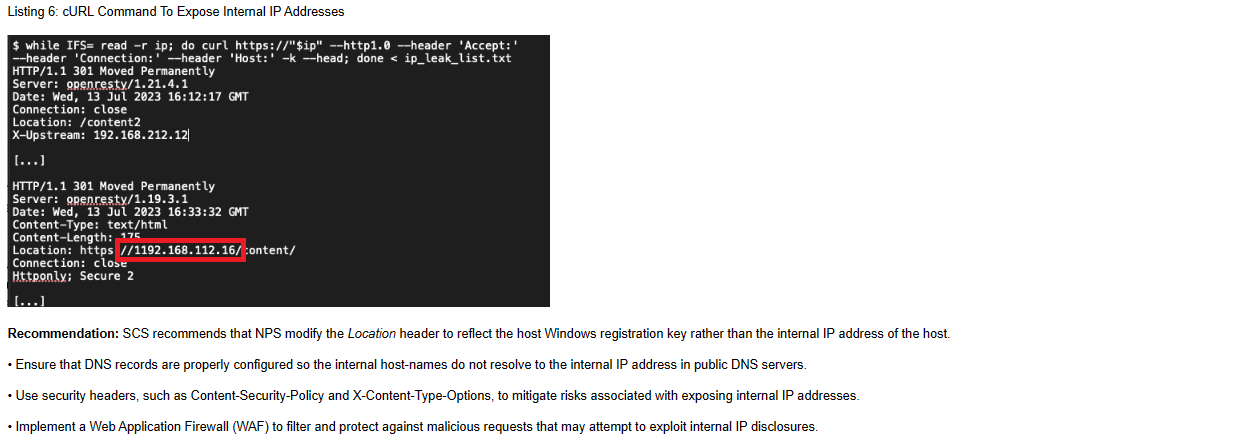 Listing 6: cURL Command To Expose Internal IP Addresses
$ while IFS= read -r ip; do curl https://"$ip" --http1.0 --header 'Accept:'
--header 'Connection:' --header 'Host:' -k --head; done < ip_leak_list.txt
HTTP/1.1 301 Moved Permanently
Server: openresty/1.21.4.1
Date: Wed, 13 Jul 2023 16:12:17 GMT
Connection: close
Location: /content2
X-Upstream: 192.168.212.12
[...]
HTTP/1.1 301 Moved Permanently
Server: openresty/1.19.3.1
Date: Wed, 13 Jul 2023 16:33:32 GMT
Content-Type: text/html
Content-Length: 175
Location: https //1192.168.112.16/content/
Connection: close
Httponly; Secure 2
[...]
Recommendation: SCS recommends that NPS modify the Location header to reflect the host Windows registration key rather than the internal IP address of the host.
• Ensure that DNS records are properly configured so the internal host-names do not resolve to the internal IP address in public DNS servers.
• Use security headers, such as Content-Security-Policy and X-Content-Type-Options, to mitigate risks associated with exposing internal IP addresses.
• Implement a Web Application Firewall (WAF) to filter and protect against malicious requests that may attempt to exploit internal IP disclosures.